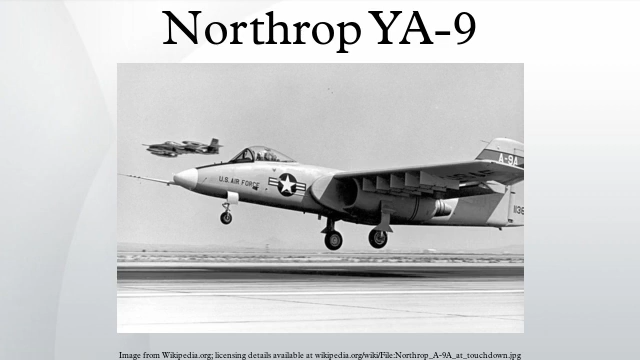 Northrop YA-9
A-9A
U.S. AIR FORCE
1136
Image from Wikipedia.org; licensing details available at wikipedia.org/wiki/File:Northrop_A-9A_at_touchdown.jpg